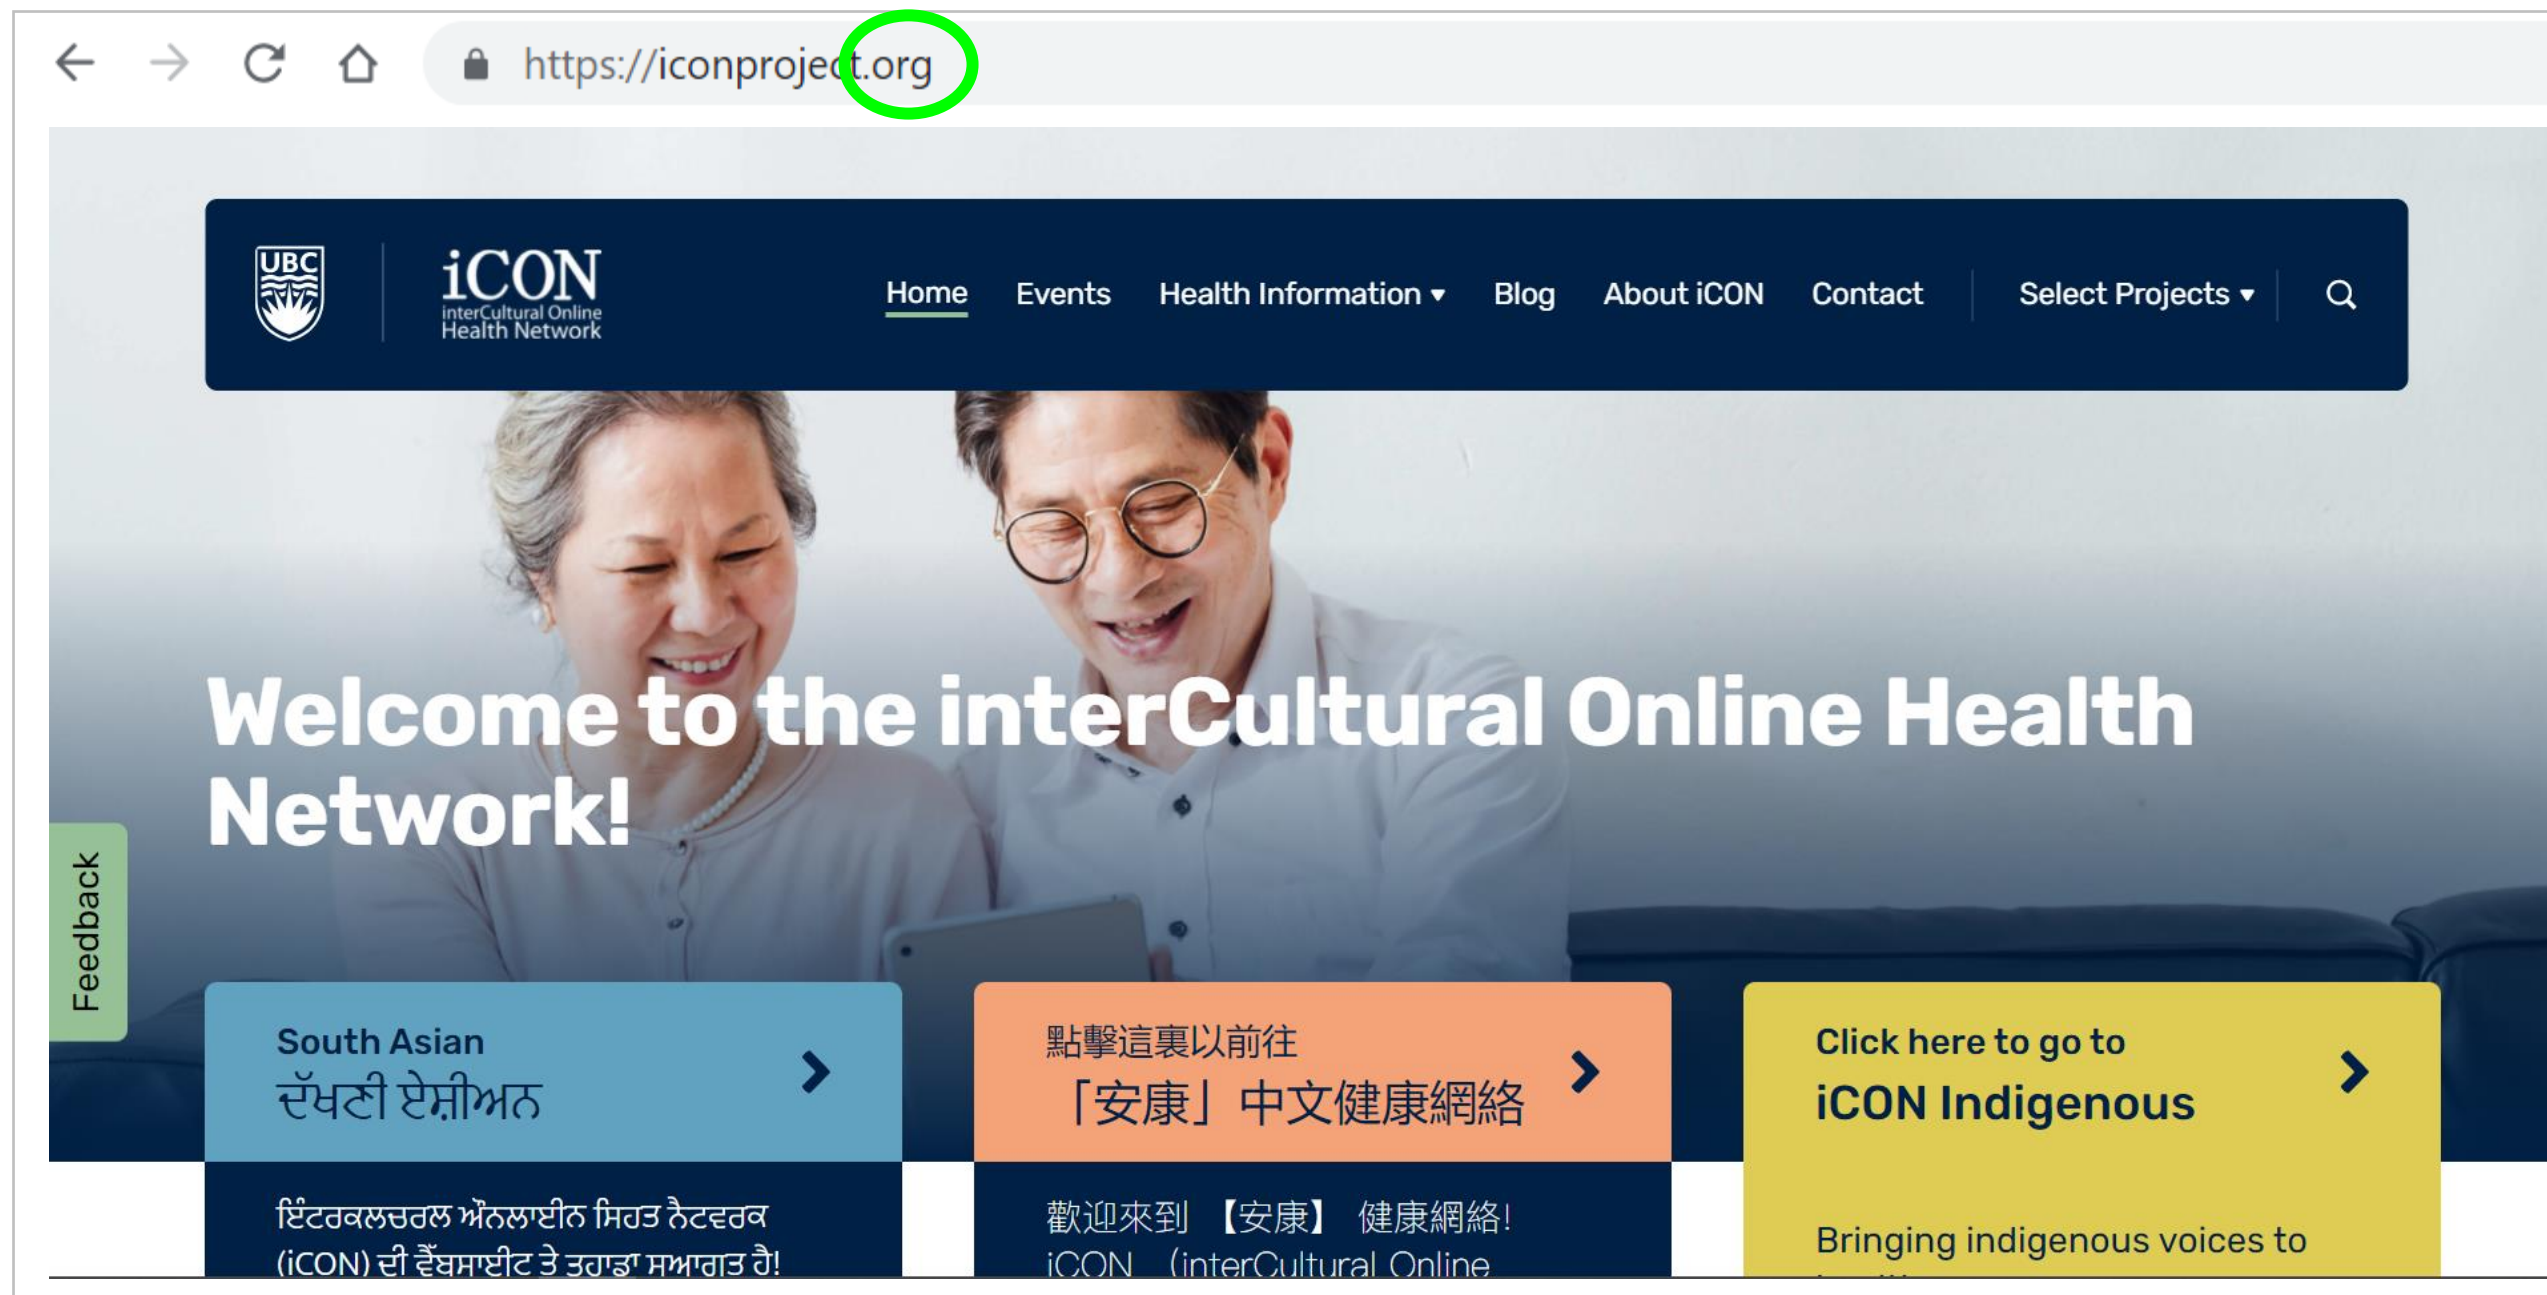 https://iconproject.org
UBC
iCON
interCultural Online
Health Network
Home Events Health Information ▾ Blog About iCON Contact Select Projects ▾
Welcome to the interCultural Online Health
Network!
Feedback
South Asian
ਦੱਖਣੀ ਏਸ਼ੀਅਨ
ਇੰਟਰਕਲਚਰਲ ਔਨਲਾਈਨ ਸਿਹਤ ਨੈਟਵਰਕ
(iCON) ਦੀ ਵੈੱਬਸਾਈਟ ਤੇ ਤੁਹਾਡਾ ਸਆਗਤ ਹੈ!
點擊這裏以前往
「安康」中文健康網絡
歡迎來到 【安康】 健康網絡!
iCON （interCultural Online
Click here to go to
iCON Indigenous
Bringing indigenous voices to